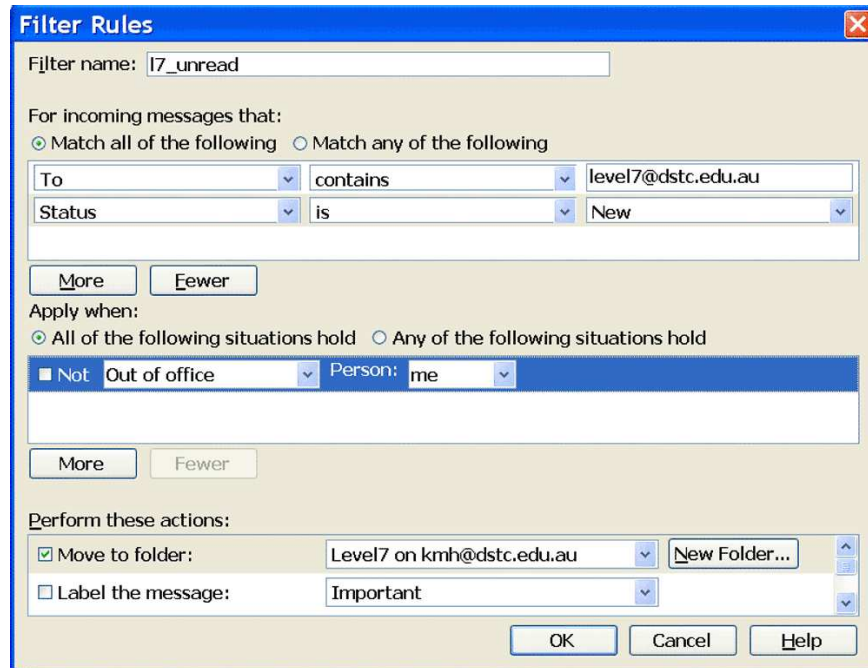 Filter Rules
Filter name: l7_unread
For incoming messages that:
Match all of the following Match any of the following
To contains level7@dstc.edu.au
Status is New
More Fewer
Apply when:
All of the following situations hold Any of the following situations hold
Not Out of office Person: me
More Fewer
Perform these actions:
Move to folder: Level7 on kmh@dstc.edu.au New Folder...
Label the message: Important
OK Cancel Help